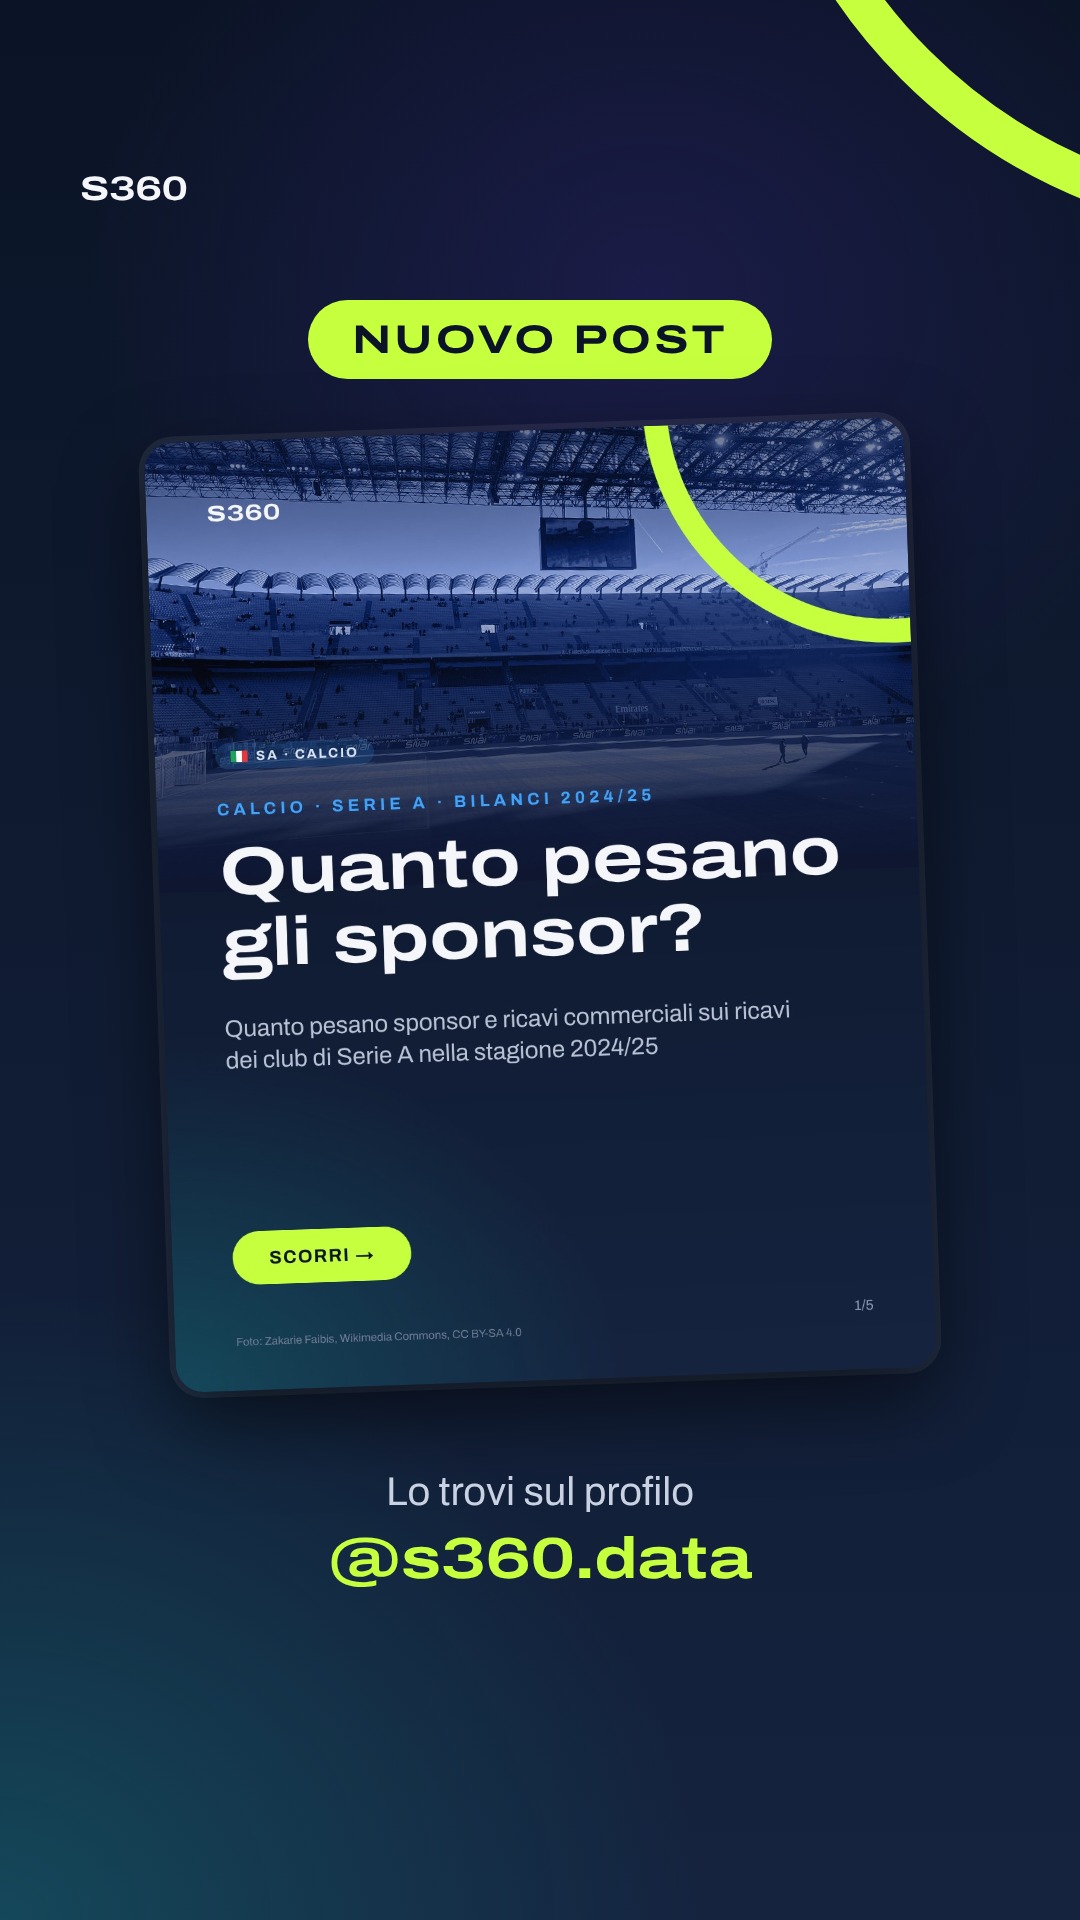 S360
NUOVO POST
S360
Emirates
SA · CALCIO
CALCIO · SERIE A · BILANCI 2024/25
Quanto pesano
gli sponsor?
Quanto pesano sponsor e ricavi commerciali sui ricavi
dei club di Serie A nella stagione 2024/25
SCORRI →
1/5
Foto: Zakarie Faibis, Wikimedia Commons, CC BY-SA 4.0
Lo trovi sul profilo
@s360.data